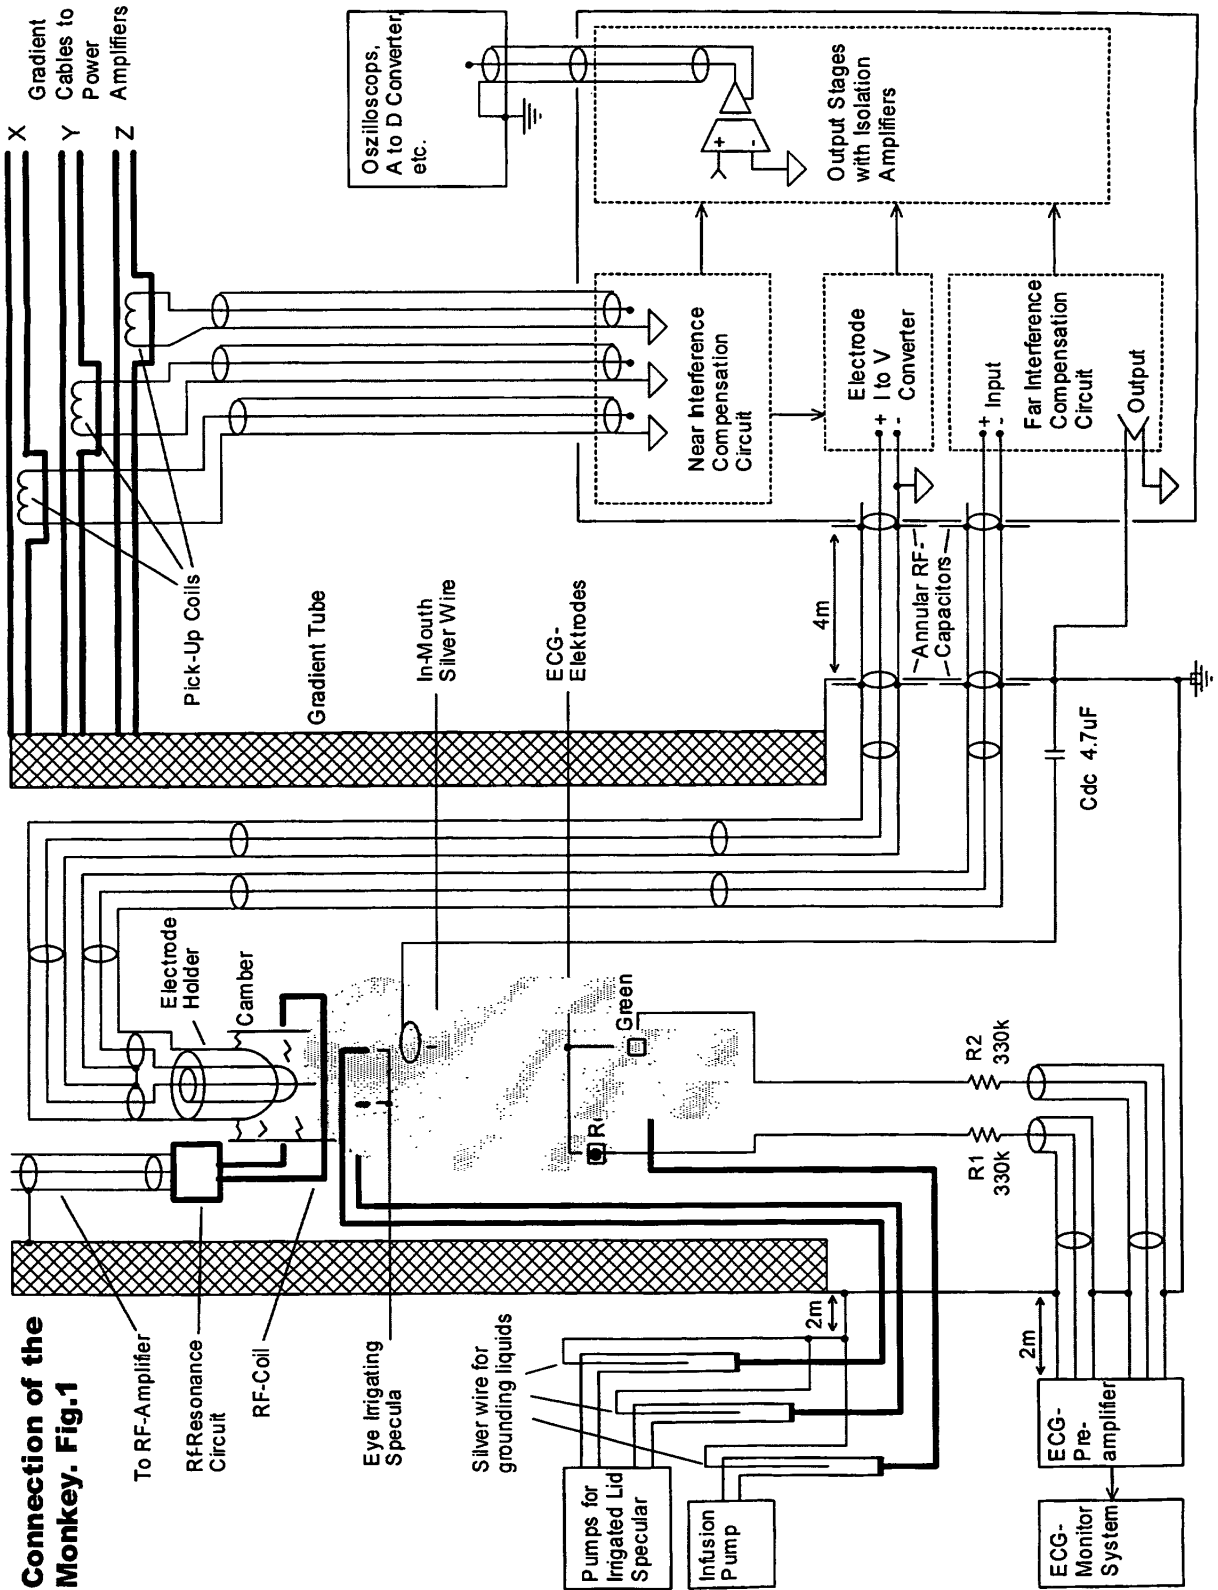 Connection of the
Monkey. Fig.1
To RF-Amplifier
Rf-Resonance
Circuit
RF-Coil
Eye Irrigating
Specula
Silver wire for
grounding liquids
Pumps for
Irrigated Lid
Specular
Infusion
Pump
2m
2m
ECG-
Pre-
amplifier
ECG-
Monitor
System
R1
330k
R2
330k
Green
Electrode
Holder
Camber
Gradient Tube
In-Mouth
Silver Wire
ECG-
Elektrodes
Cdc 4.7uF
4m
Annular RF-
Capacitors
Pick-Up Coils
X
Y
Z
Gradient
Cables to
Power
Amplifiers
Near Interference
Compensation
Circuit
Electrode
I to V
Converter
+
-
+
- Input
Far Interference
Compensation
Circuit
Output
Oszilloscops,
A to D Converter,
etc.
+
-
Output Stages
with Isolation
Amplifiers